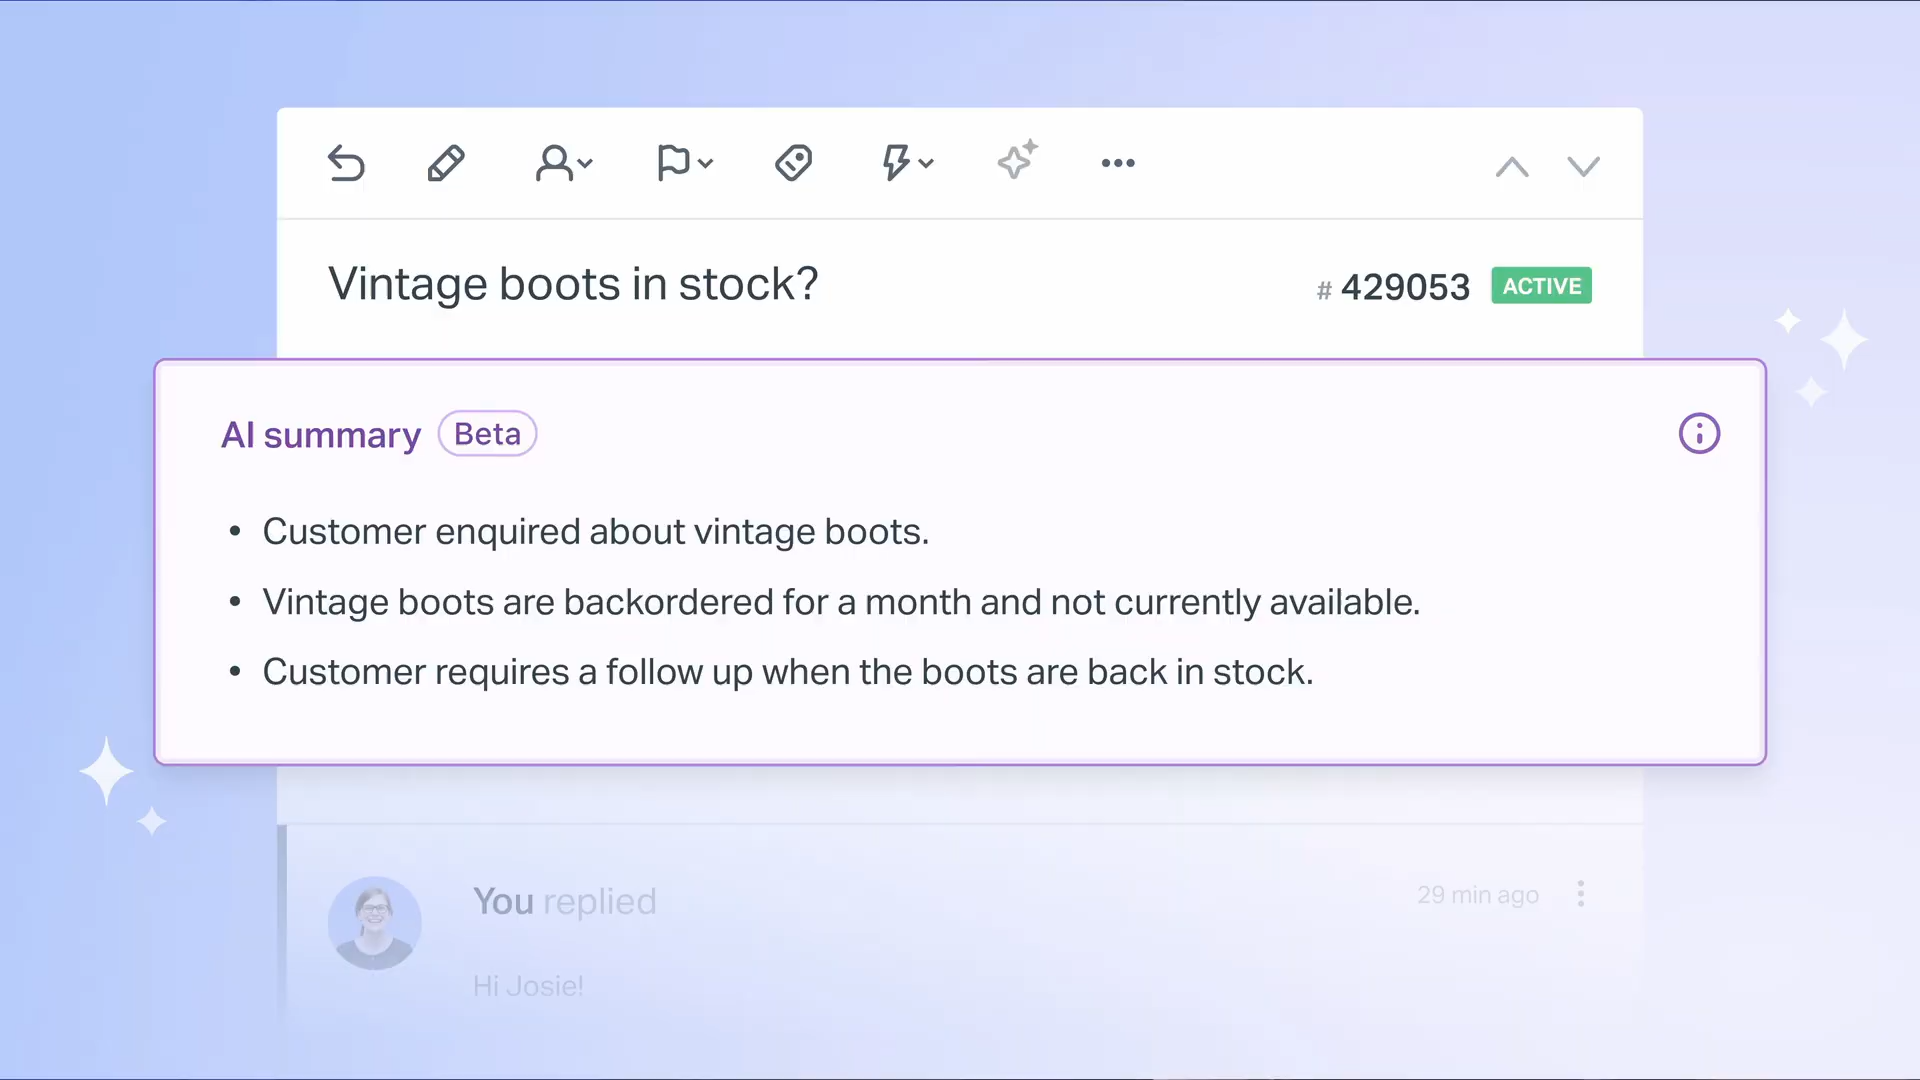 Vintage boots in stock?
# 429053 ACTIVE
AI summary Beta
• Customer enquired about vintage boots.
• Vintage boots are backordered for a month and not currently available.
• Customer requires a follow up when the boots are back in stock.
You replied
29 min ago
Hi Josie!